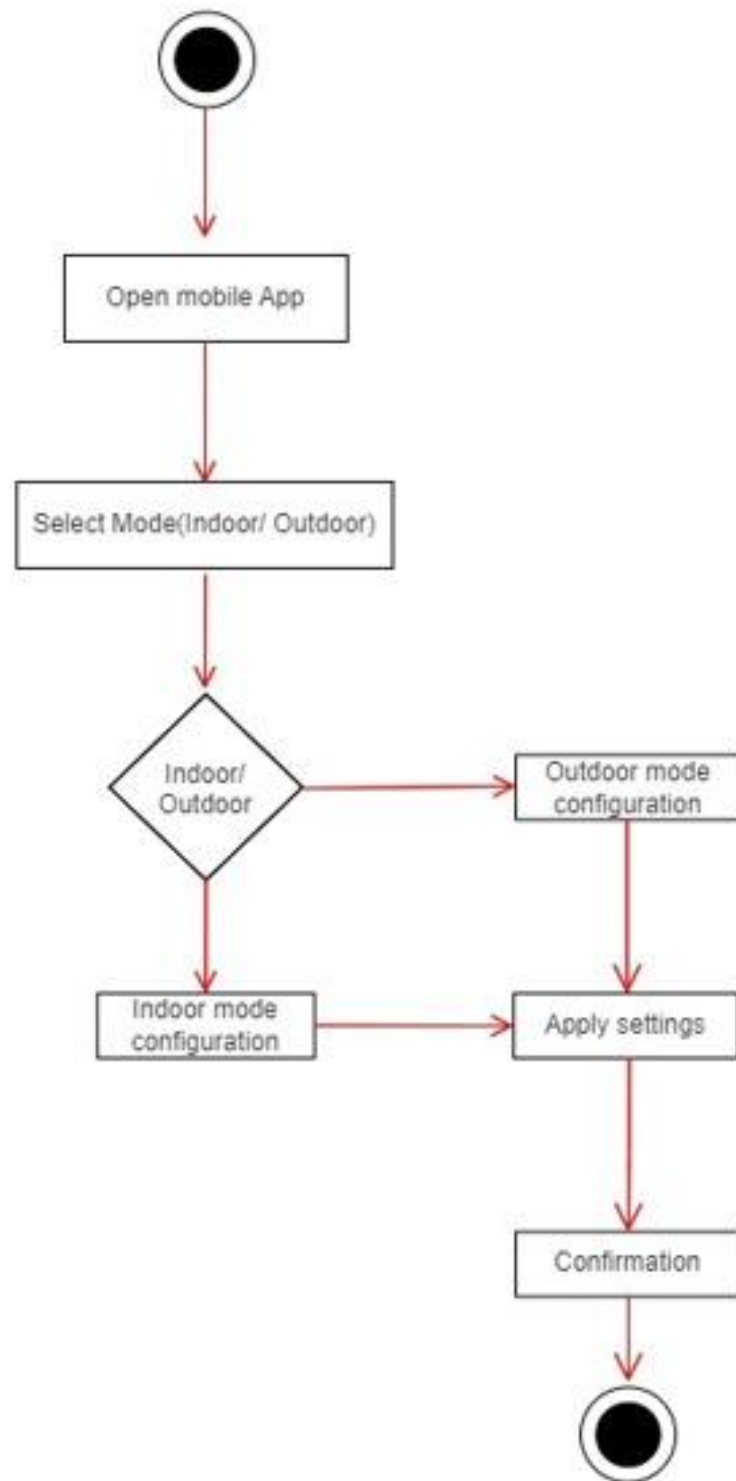 Open mobile App
Select Mode(Indoor/ Outdoor)
Indoor/
Outdoor
Outdoor mode
configuration
Indoor mode
configuration
Apply settings
Confirmation